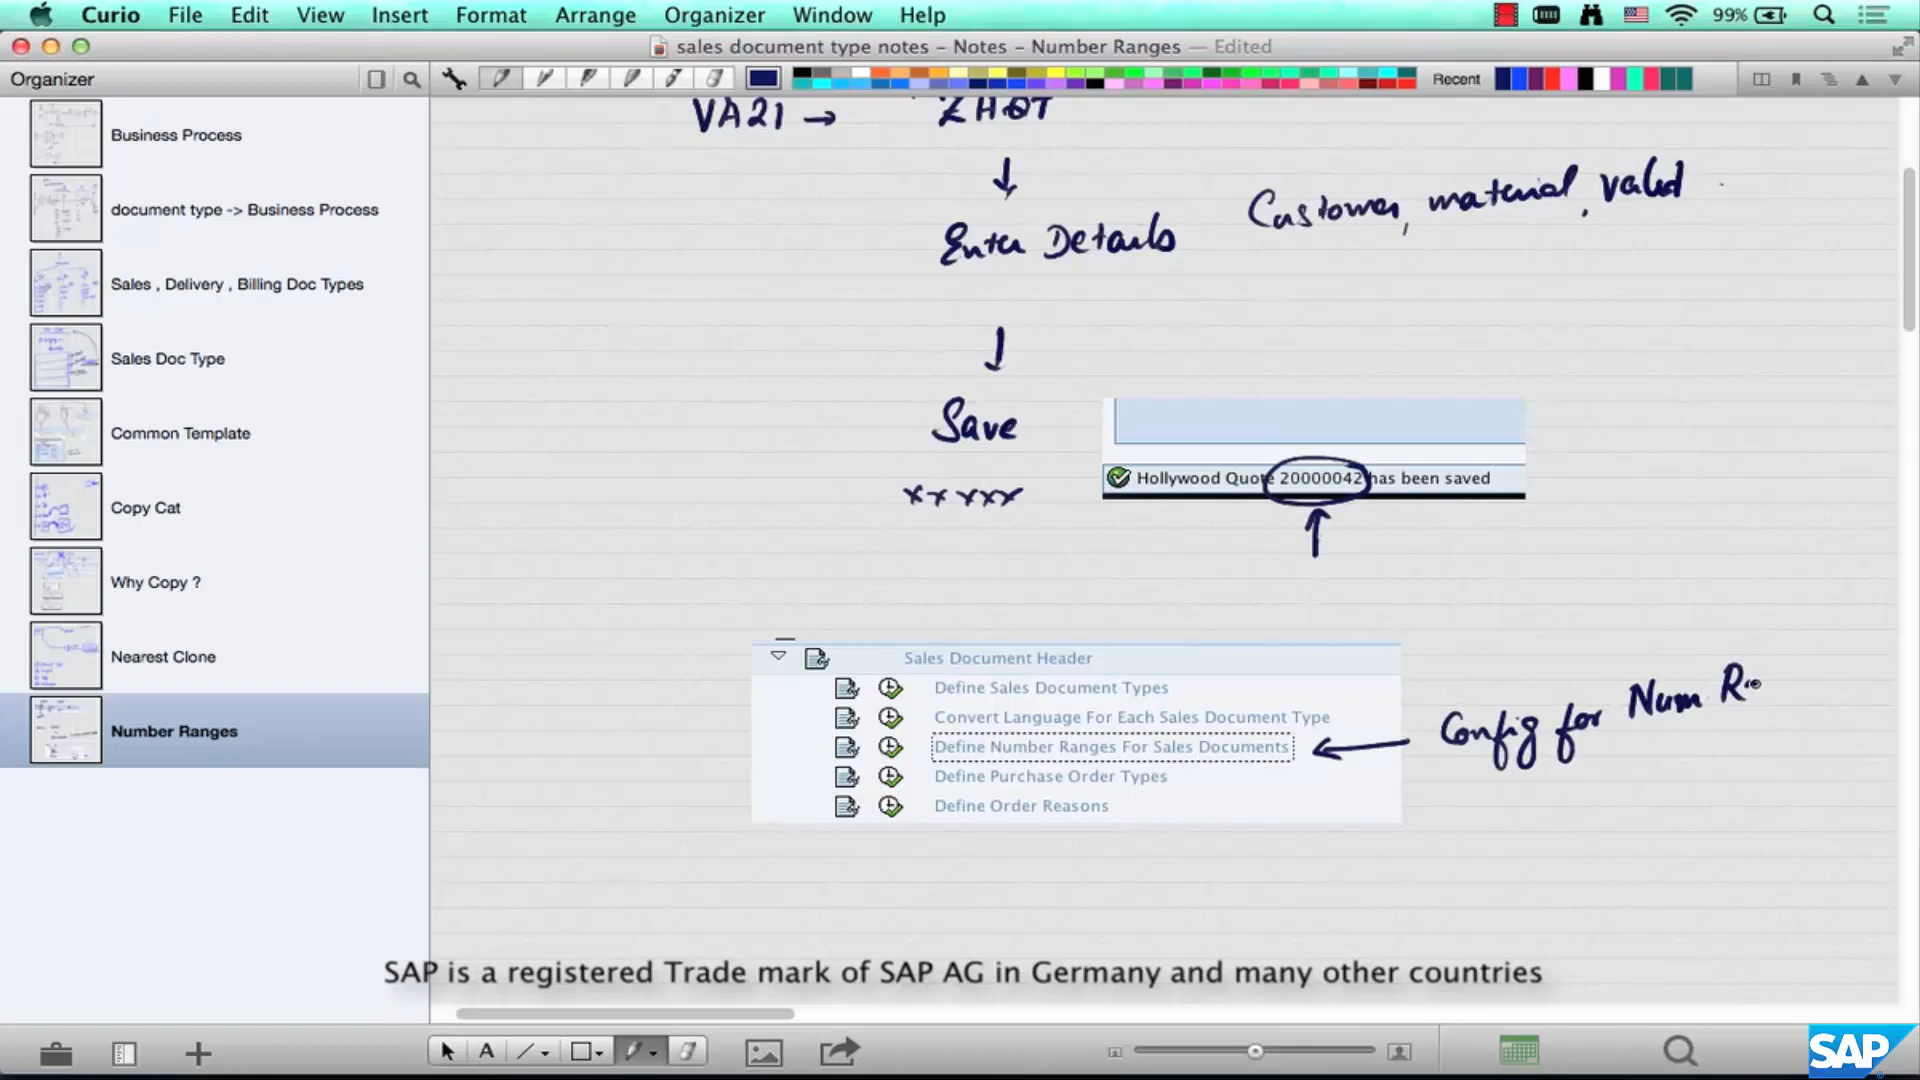 Curio File Edit View Insert Format Arrange Organizer Window Help 99%
sales document type notes – Notes – Number Ranges — Edited
Organizer
Recent
Business Process
document type -> Business Process
Sales , Delivery , Billing Doc Types
Sales Doc Type
Common Template
Copy Cat
Why Copy ?
Nearest Clone
Number Ranges
VA21 → ZHQT
↓
Enter Details Customer, material, valid
↓
Save
xxxxx
Hollywood Quote 20000042 has been saved
Sales Document Header
Define Sales Document Types
Convert Language For Each Sales Document Type
Define Number Ranges For Sales Documents
Define Purchase Order Types
Define Order Reasons
Config for Num R
SAP is a registered Trade mark of SAP AG in Germany and many other countries
A
SAP